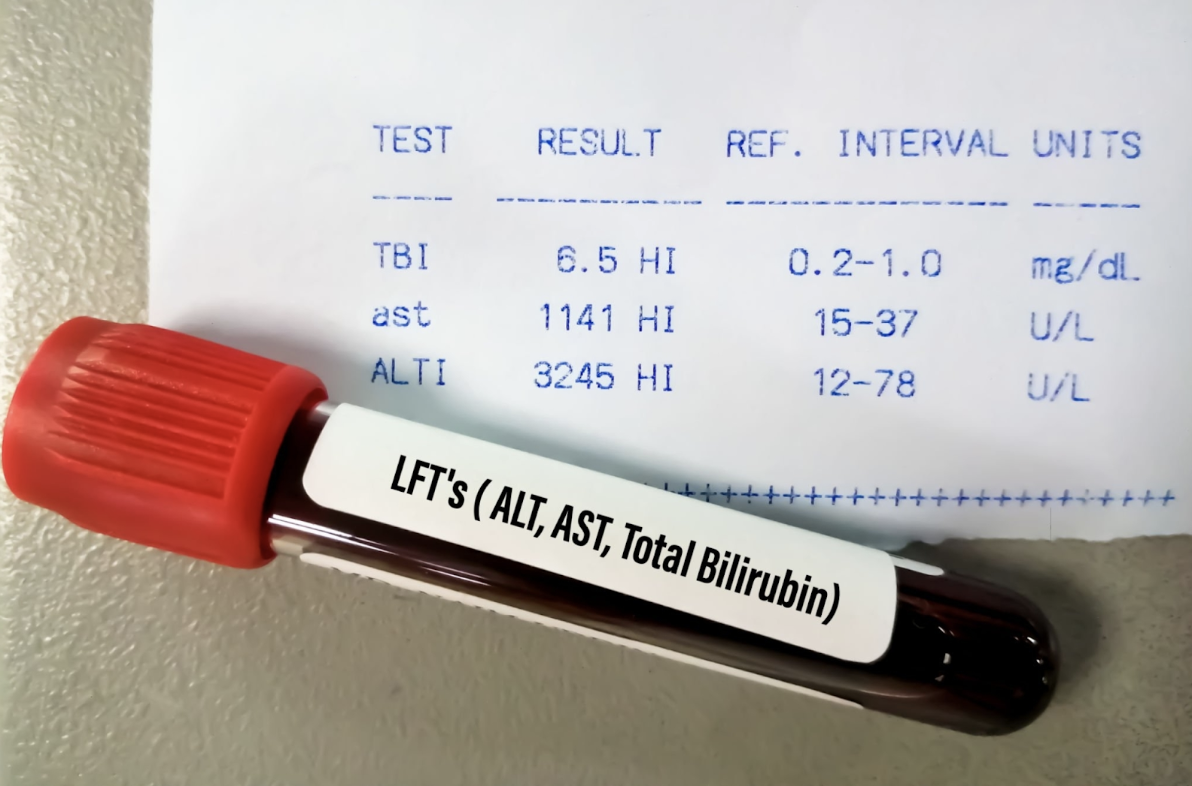 TEST RESULT REF. INTERVAL UNITS
---- ---------- -------------- -----
TBI 6.5 HI 0.2-1.0 mg/dL
ast 1141 HI 15-37 U/L
ALTI 3245 HI 12-78 U/L
+++++++++++++++++++++++
LFT's ( ALT, AST, Total Bilirubin)